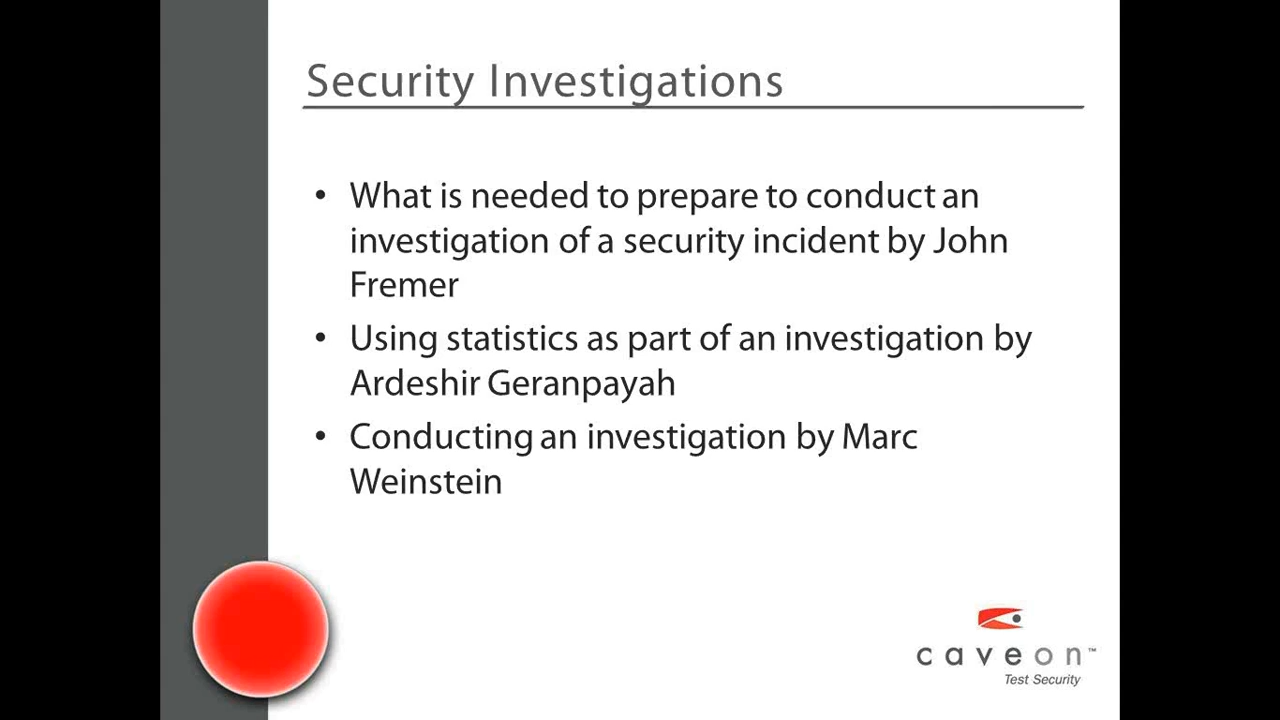 Security Investigations
• What is needed to prepare to conduct an
investigation of a security incident by John
Fremer
• Using statistics as part of an investigation by
Ardeshir Geranpayah
• Conducting an investigation by Marc
Weinstein
caveon™
Test Security